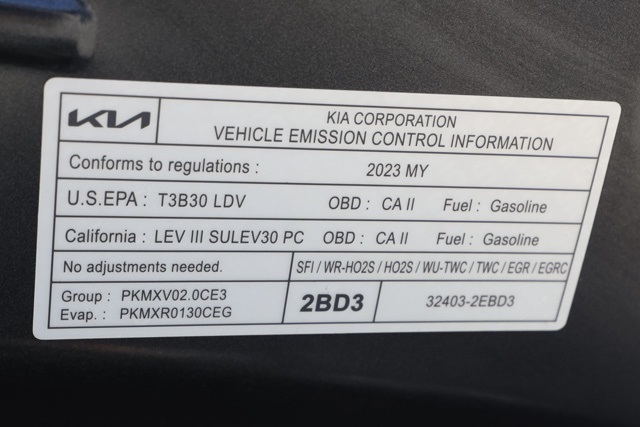 KIA
KIA CORPORATION
VEHICLE EMISSION CONTROL INFORMATION
Conforms to regulations : 2023 MY
U.S.EPA : T3B30 LDV OBD : CA II Fuel : Gasoline
California : LEV III SULEV30 PC OBD : CA II Fuel : Gasoline
No adjustments needed. SFI / WR-HO2S / HO2S / WU-TWC / TWC / EGR / EGRC
Group : PKMXV02.0CE3
Evap. : PKMXR0130CEG
2BD3
32403-2EBD3